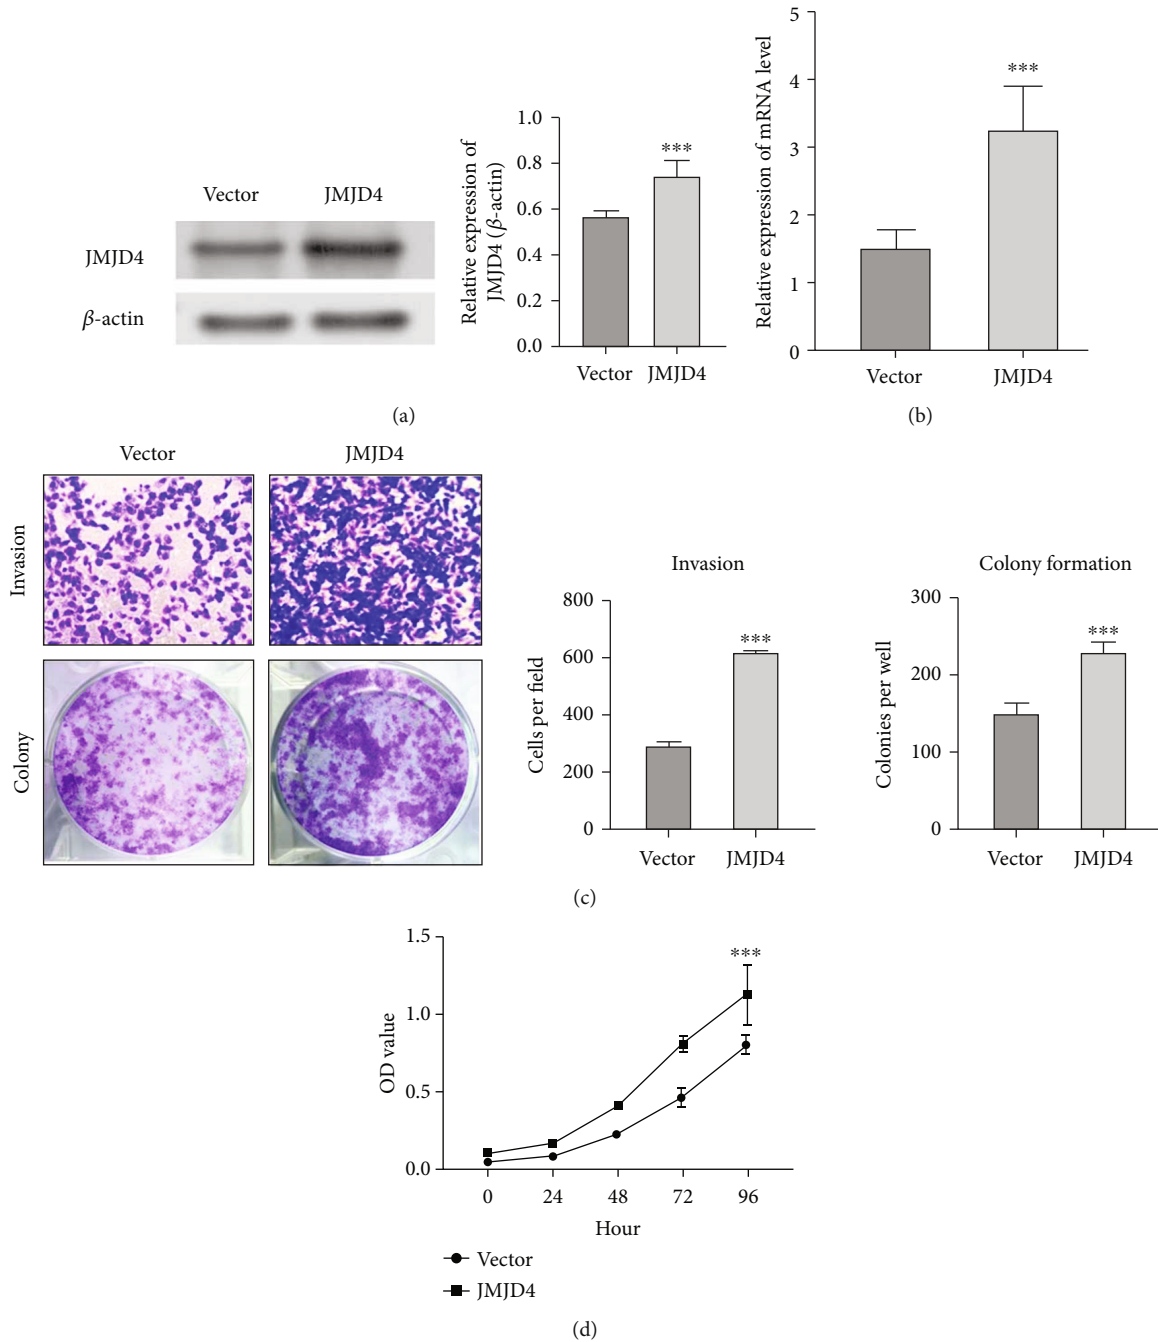 Vector JMJD4
JMJD4
β-actin
Relative expression of
JMJD4 (β-actin)
1.0
0.8
0.6
0.4
0.2
0.0
***
Vector JMJD4
(a)
Relative expression of mRNA level
5
4
3
2
1
0
***
Vector JMJD4
(b)
Vector JMJD4
Invasion
Colony
Invasion
Cells per field
800
600
400
200
0
***
Vector JMJD4
Colony formation
Colonies per well
300
200
100
0
***
Vector JMJD4
(c)
OD value
1.5
1.0
0.5
0.0
***
0 24 48 72 96
Hour
Vector
JMJD4
(d)